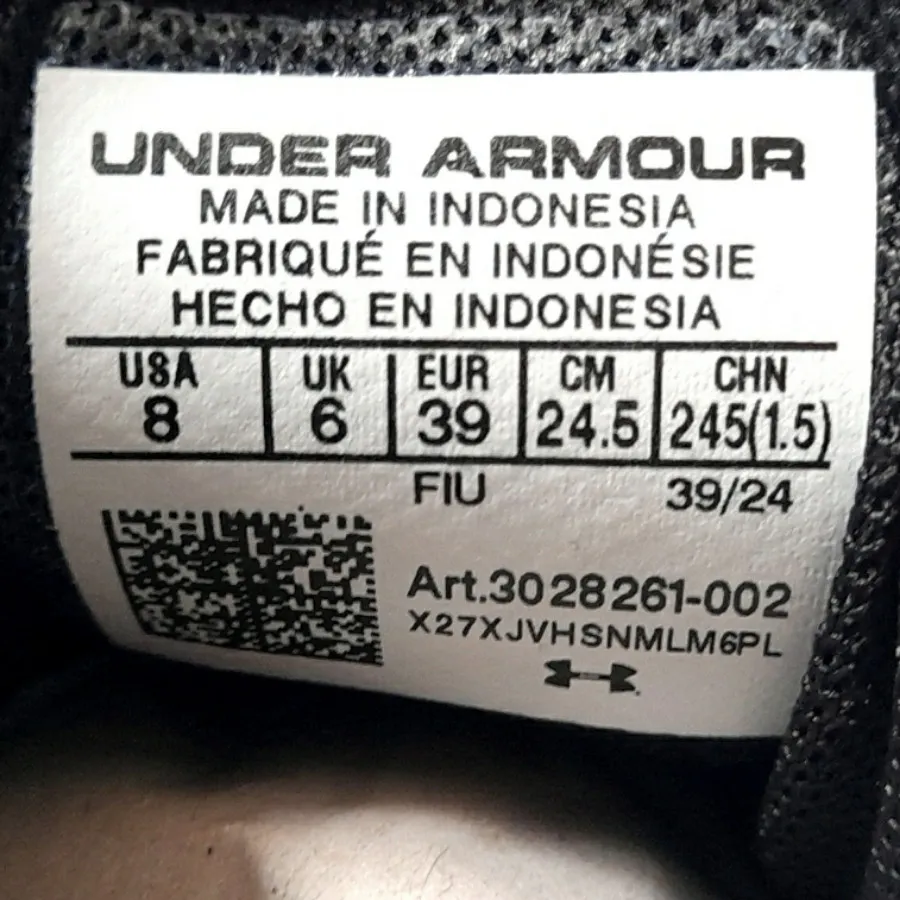 UNDER ARMOUR
MADE IN INDONESIA
FABRIQUÉ EN INDONÉSIE
HECHO EN INDONESIA
USA UK EUR CM CHN
8 6 39 24.5 245(1.5)
FIU 39/24
Art.3028261-002
X27XJVHSNMLM6PL